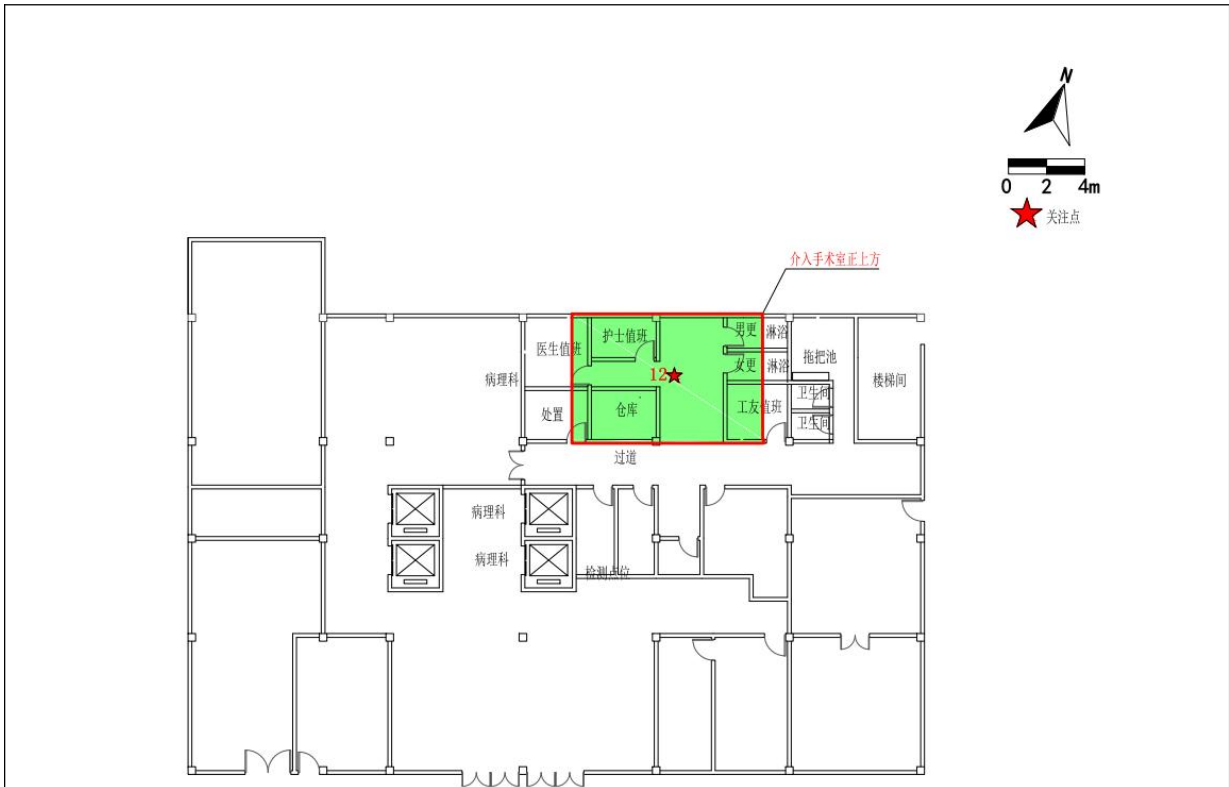 N
0 2 4m
关注点
介入手术室正上方
护士值班
男更
淋浴
医生值班
拖把池
病理科
12
女更
淋浴
楼梯间
卫生间
处置
仓库
工友值班
卫生间
过道
病理科
病理科
检测点位